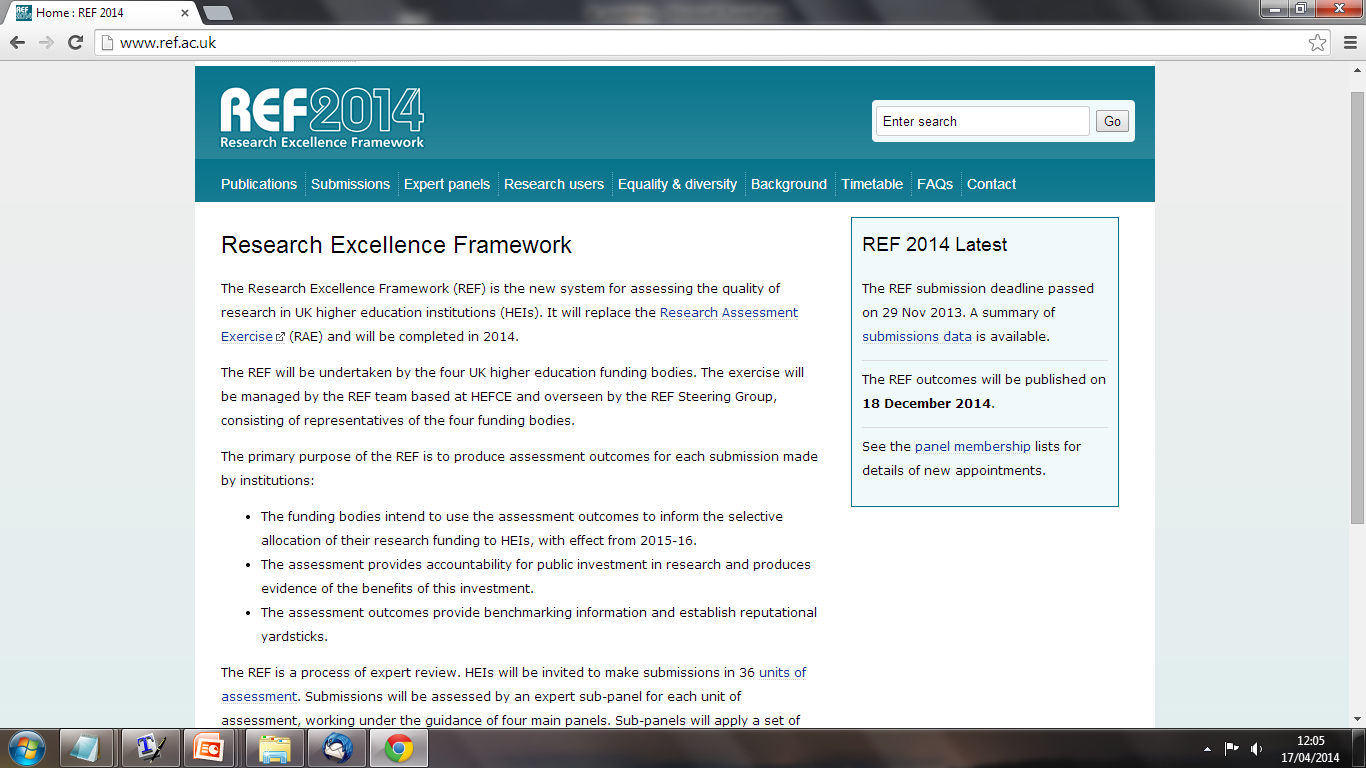 Home : REF 2014
www.ref.ac.uk
REF2014
Research Excellence Framework
Enter search
Go
Publications Submissions Expert panels Research users Equality & diversity Background Timetable FAQs Contact
Research Excellence Framework
The Research Excellence Framework (REF) is the new system for assessing the quality of
research in UK higher education institutions (HEIs). It will replace the Research Assessment
Exercise (RAE) and will be completed in 2014.
The REF will be undertaken by the four UK higher education funding bodies. The exercise will
be managed by the REF team based at HEFCE and overseen by the REF Steering Group,
consisting of representatives of the four funding bodies.
The primary purpose of the REF is to produce assessment outcomes for each submission made
by institutions:
• The funding bodies intend to use the assessment outcomes to inform the selective
allocation of their research funding to HEIs, with effect from 2015-16.
• The assessment provides accountability for public investment in research and produces
evidence of the benefits of this investment.
• The assessment outcomes provide benchmarking information and establish reputational
yardsticks.
The REF is a process of expert review. HEIs will be invited to make submissions in 36 units of
assessment. Submissions will be assessed by an expert sub-panel for each unit of
assessment, working under the guidance of four main panels. Sub-panels will apply a set of
REF 2014 Latest
The REF submission deadline passed
on 29 Nov 2013. A summary of
submissions data is available.
The REF outcomes will be published on
18 December 2014.
See the panel membership lists for
details of new appointments.
12:05
17/04/2014